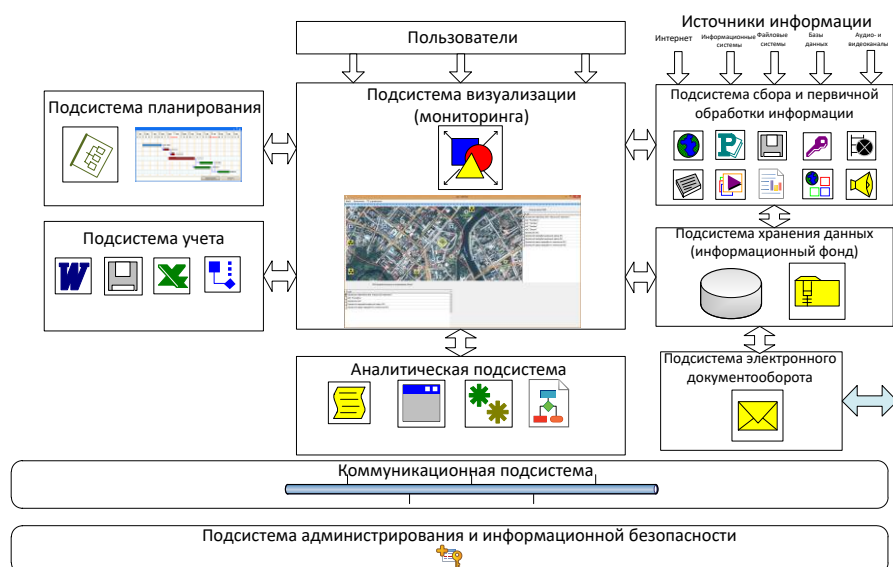 Источники информации
Интернет
Информационные
системы
Файловые
системы
Базы
данных
Аудио- и
видеоканалы
Пользователи
Подсистема планирования
Подсистема визуализации
(мониторинга)
Подсистема сбора и первичной
обработки информации
Подсистема учета
Подсистема хранения данных
(информационный фонд)
Аналитическая подсистема
Подсистема электронного
документооборота
Коммуникационная подсистема
Подсистема администрирования и информационной безопасности